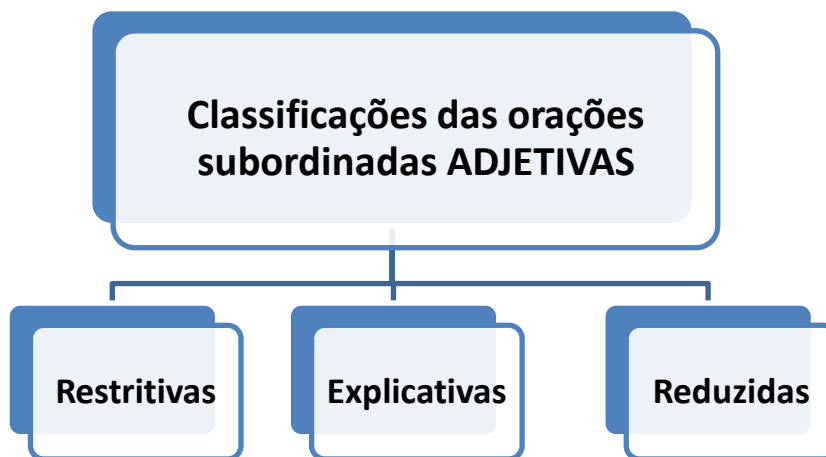 Classificações das orações
subordinadas ADJETIVAS
Restritivas
Explicativas
Reduzidas